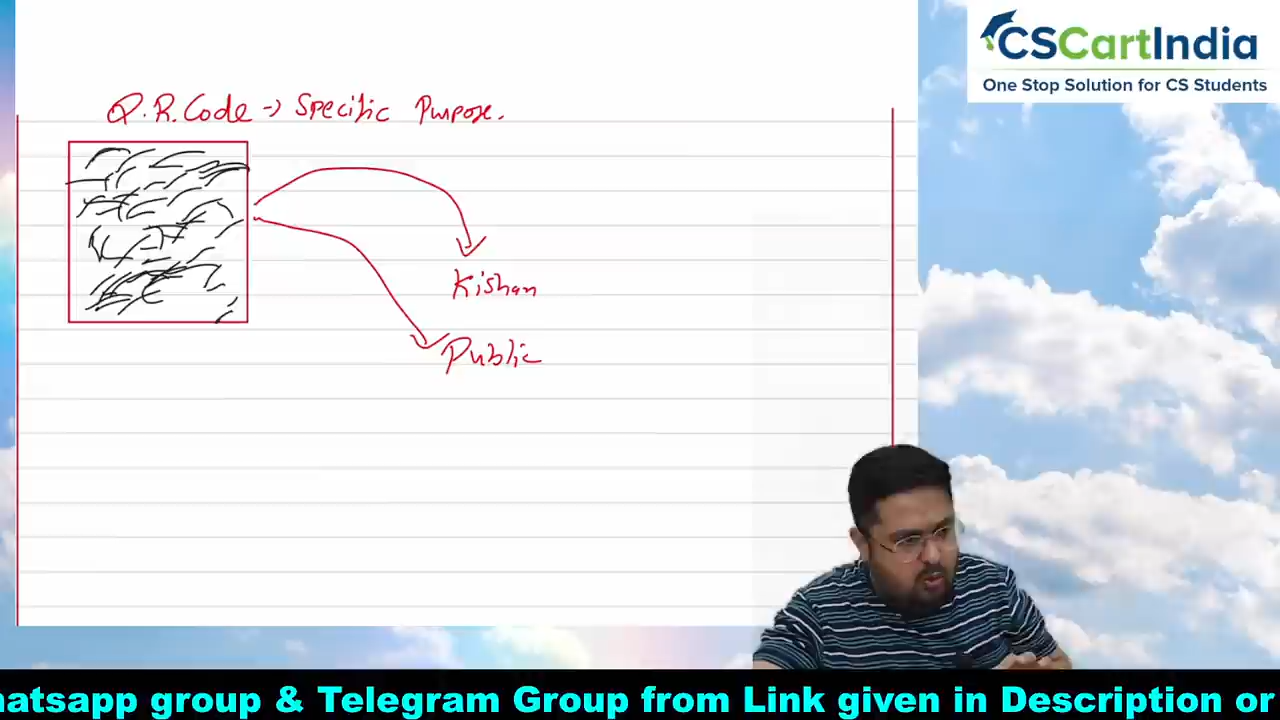 CSCartIndia
One Stop Solution for CS Students
Q.R.Code → Specific Purpose.
Kishan
Public
hatsapp group & Telegram Group from Link given in Description or